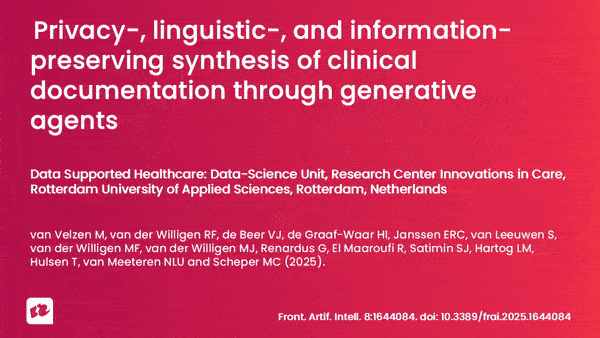 Privacy-, linguistic-, and information-
preserving synthesis of clinical
documentation through generative
agents
Data Supported Healthcare: Data-Science Unit, Research Center Innovations in Care,
Rotterdam University of Applied Sciences, Rotterdam, Netherlands
van Velzen M, van der Willigen RF, de Beer VJ, de Graaf-Waar HI, Janssen ERC, van Leeuwen S,
van der Willigen MF, van der Willigen MJ, Renardus G, El Maaroufi R, Satimin SJ, Hartog LM,
Hulsen T, van Meeteren NLU and Scheper MC (2025).
Front. Artif. Intell. 8:1644084. doi: 10.3389/frai.2025.1644084